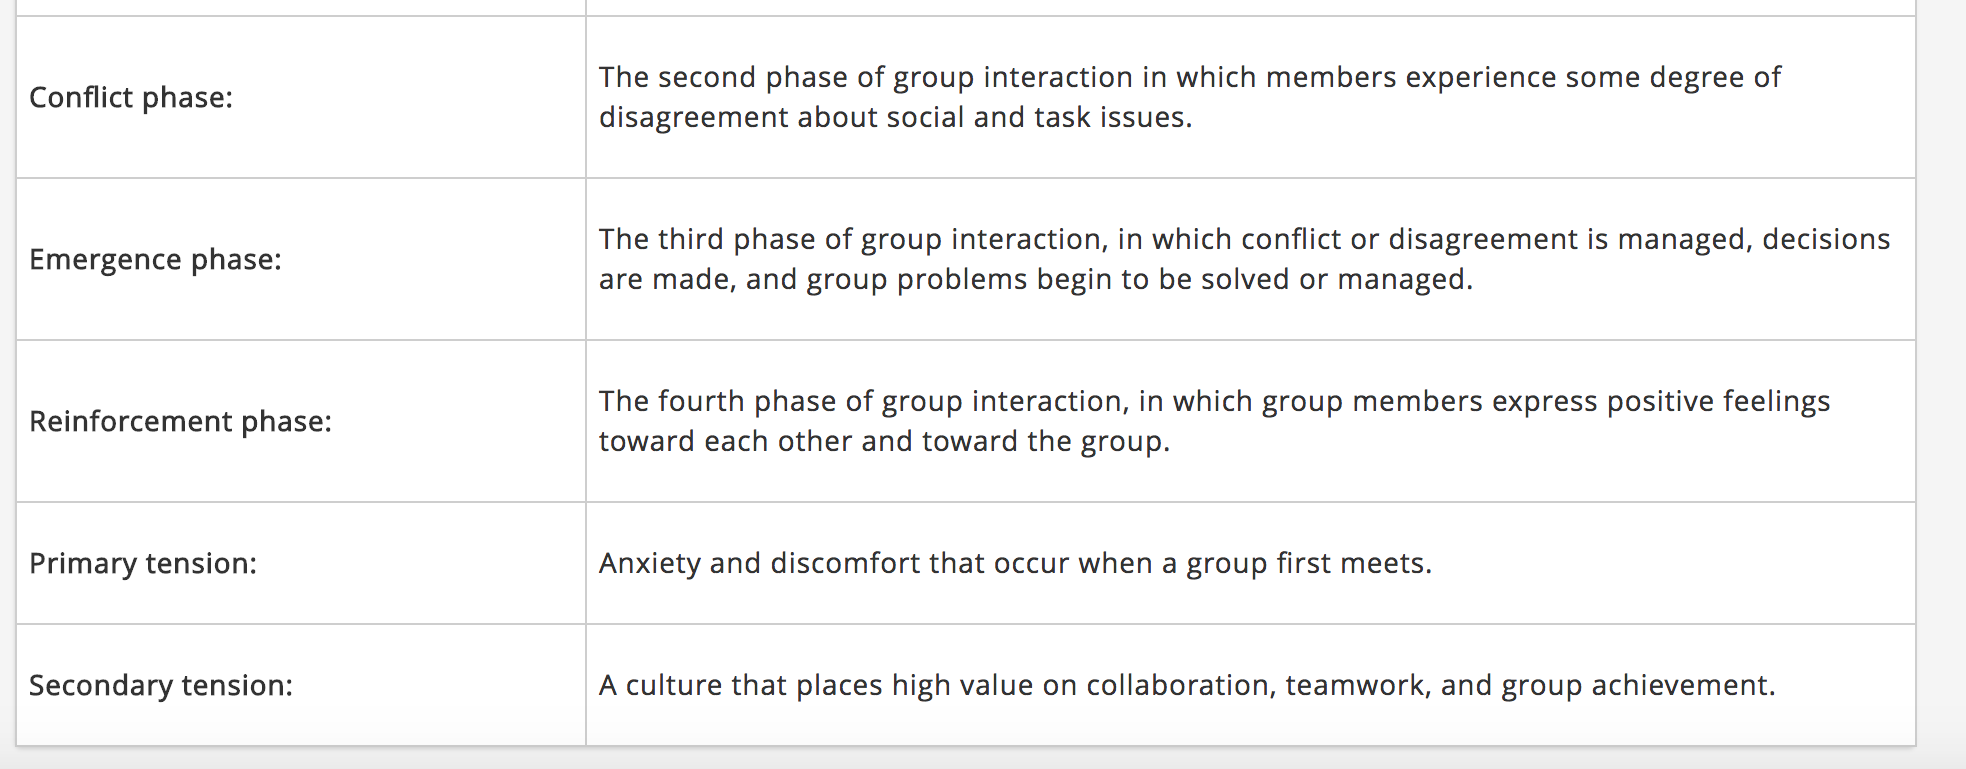 Conflict phase:
The second phase of group interaction in which members experience some degree of
disagreement about social and task issues.
Emergence phase:
The third phase of group interaction, in which conflict or disagreement is managed, decisions
are made, and group problems begin to be solved or managed.
Reinforcement phase:
The fourth phase of group interaction, in which group members express positive feelings
toward each other and toward the group.
Primary tension:
Anxiety and discomfort that occur when a group first meets.
Secondary tension:
A culture that places high value on collaboration, teamwork, and group achievement.